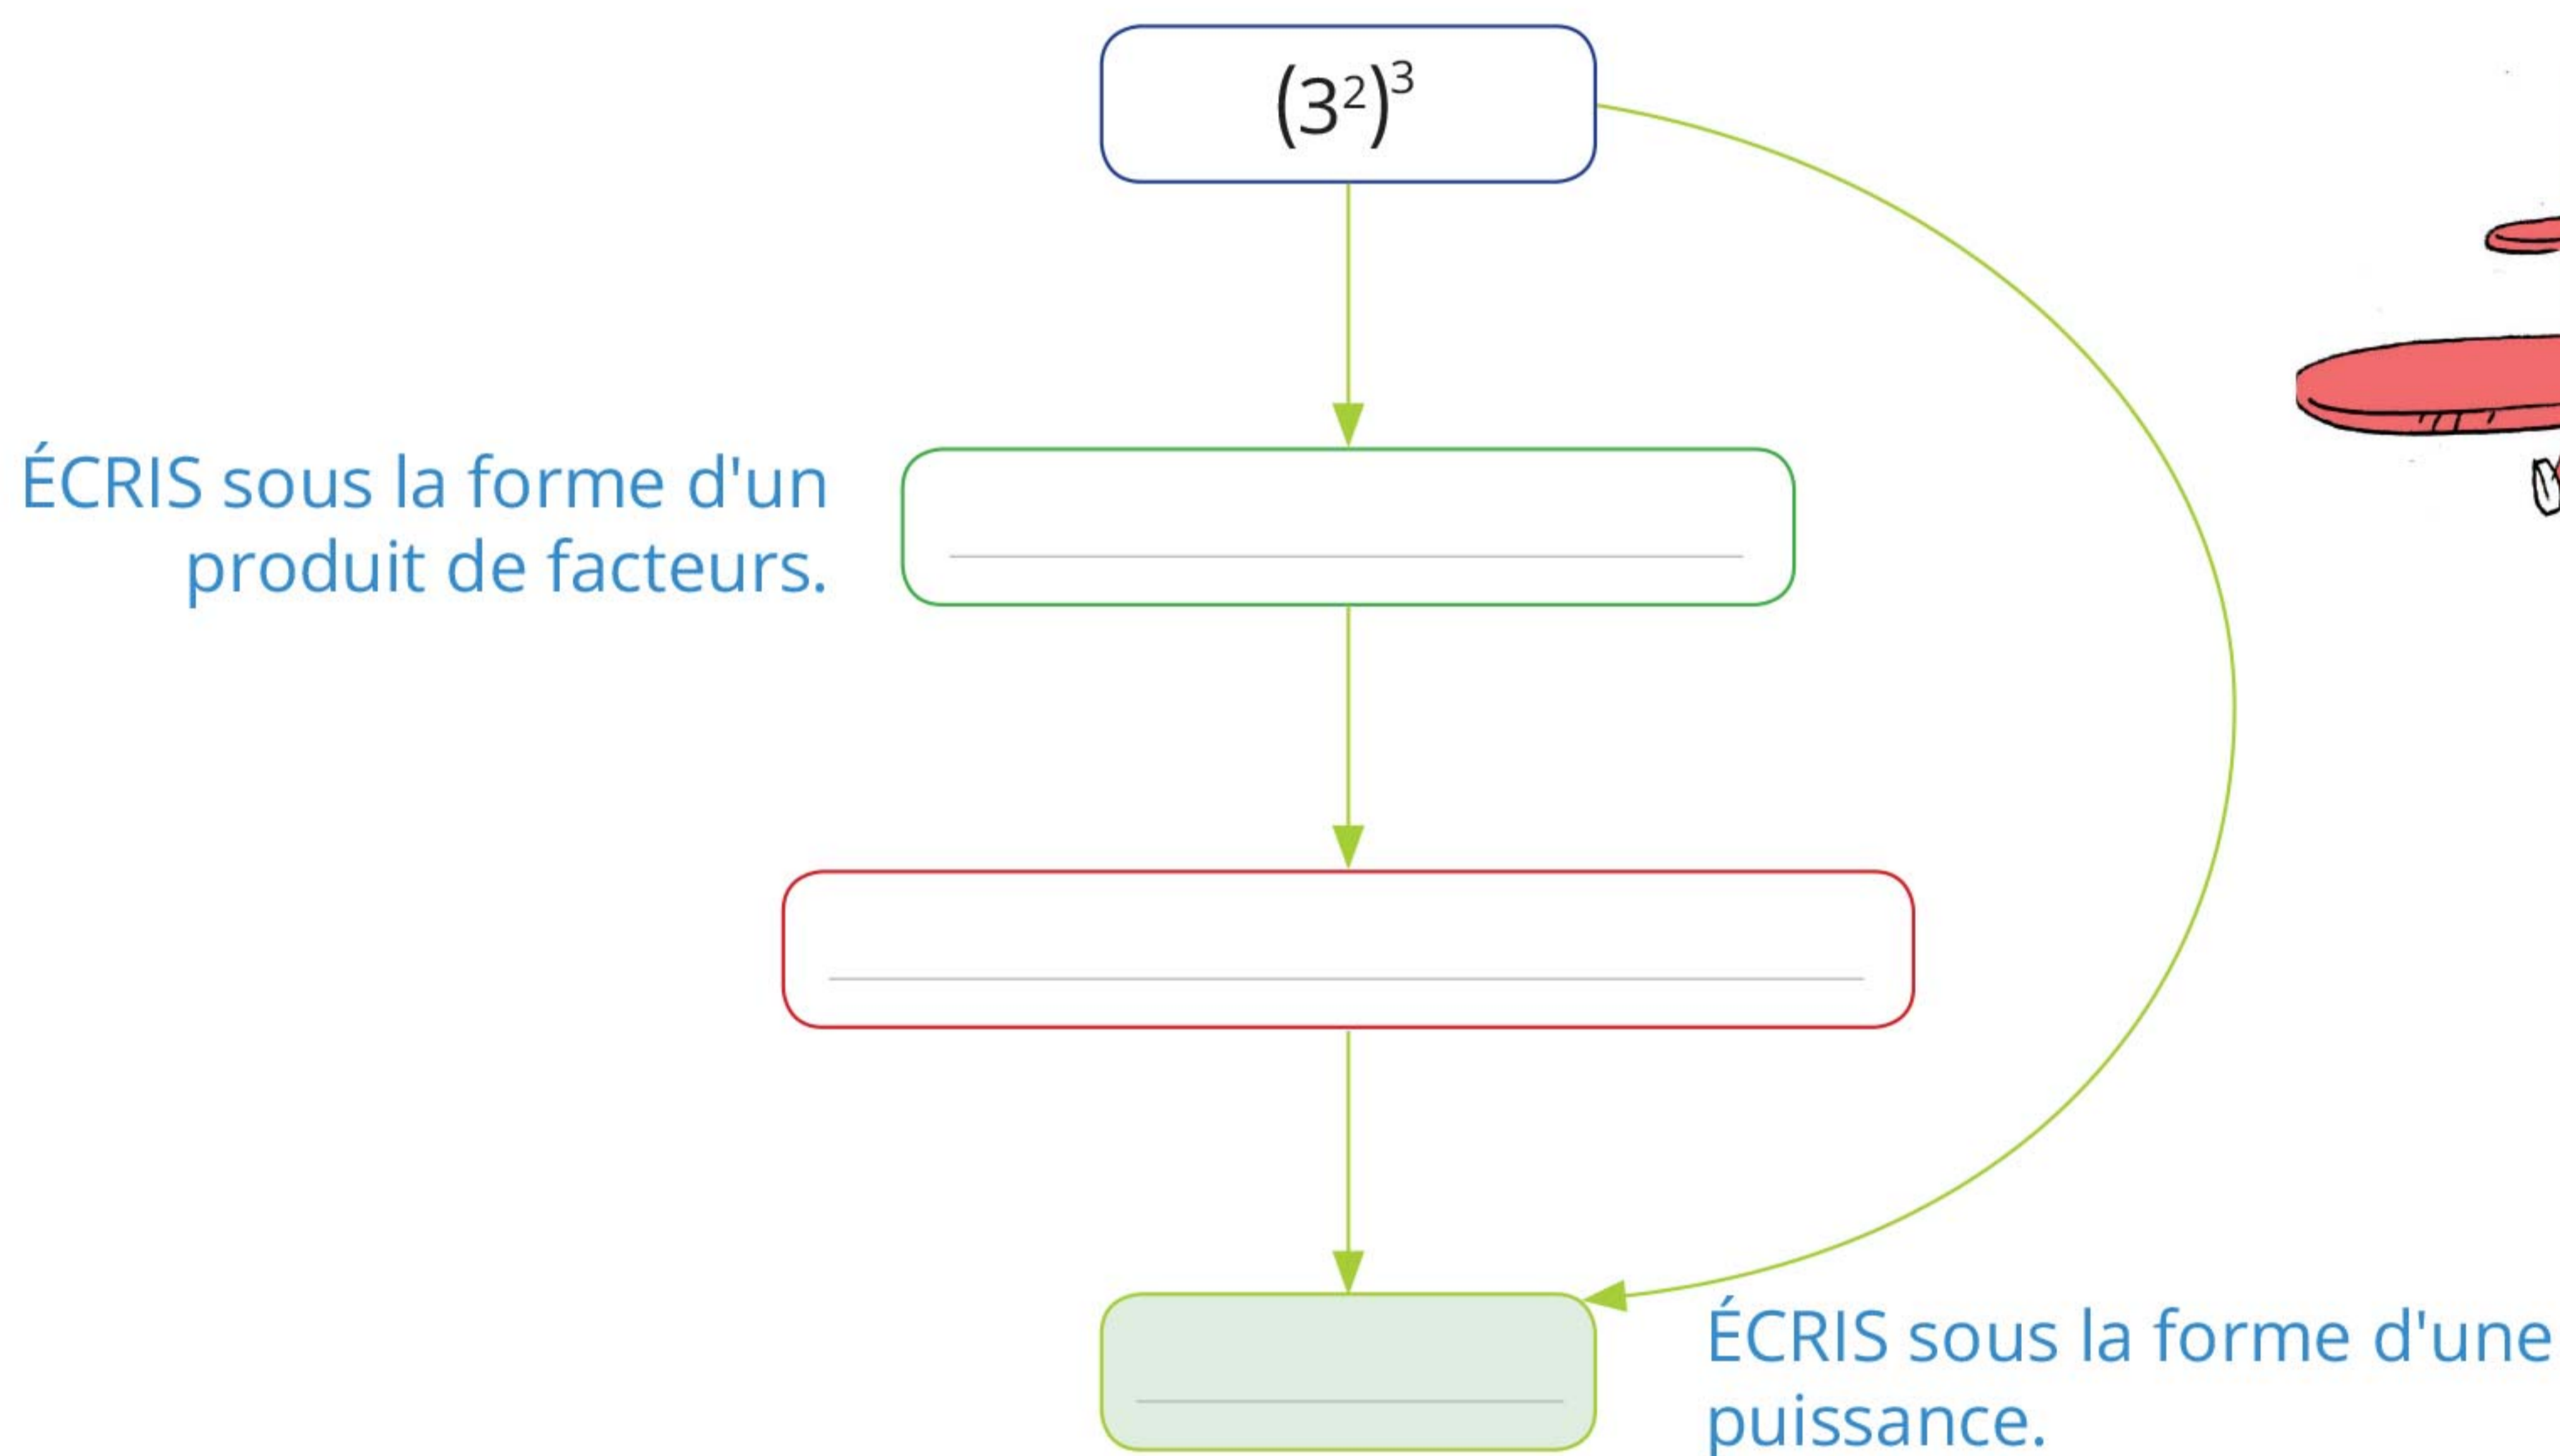 (3²)³
ÉCRIS sous la forme d'un
produit de facteurs.
ÉCRIS sous la forme d'une
puissance.